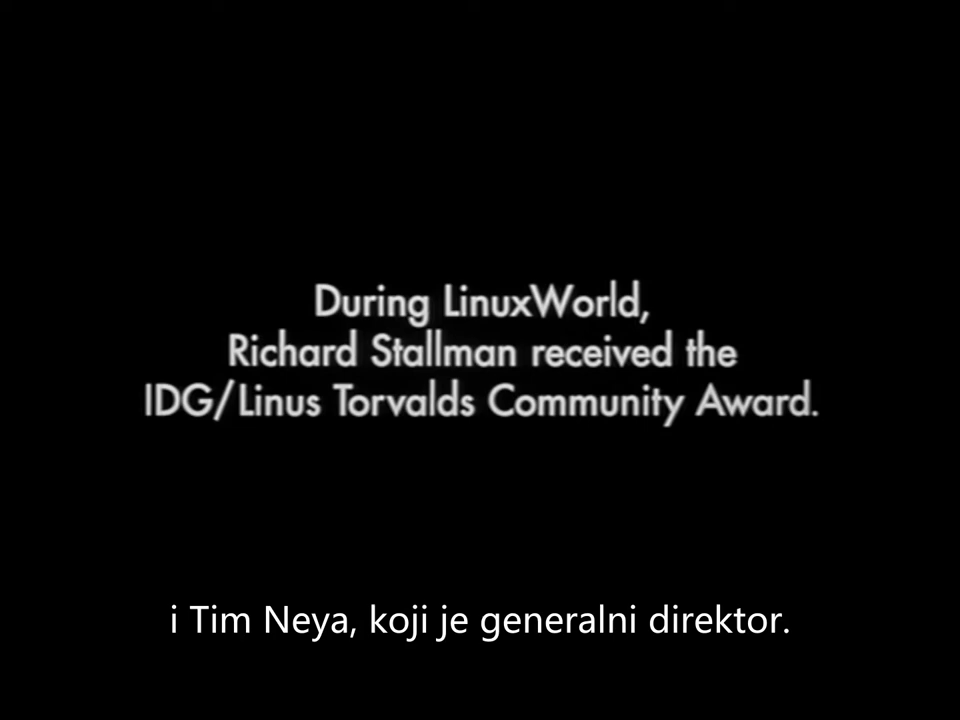 During LinuxWorld,
Richard Stallman received the
IDG/Linus Torvalds Community Award.
i Tim Neya, koji je generalni direktor.